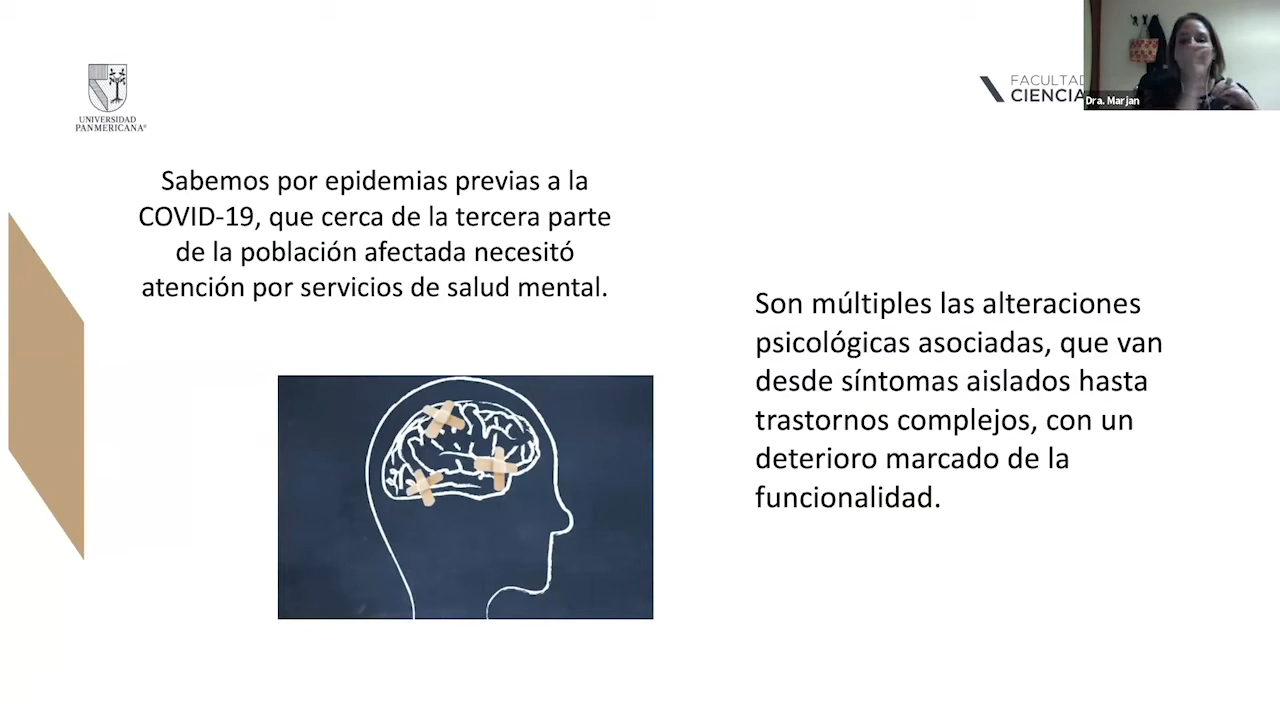 UNIVERSIDAD
PANMERICANA
FACULTAD
CIENCIA
Dra. Marjan
Sabemos por epidemias previas a la
COVID-19, que cerca de la tercera parte
de la población afectada necesitó
atención por servicios de salud mental.
Son múltiples las alteraciones
psicológicas asociadas, que van
desde síntomas aislados hasta
trastornos complejos, con un
deterioro marcado de la
funcionalidad.